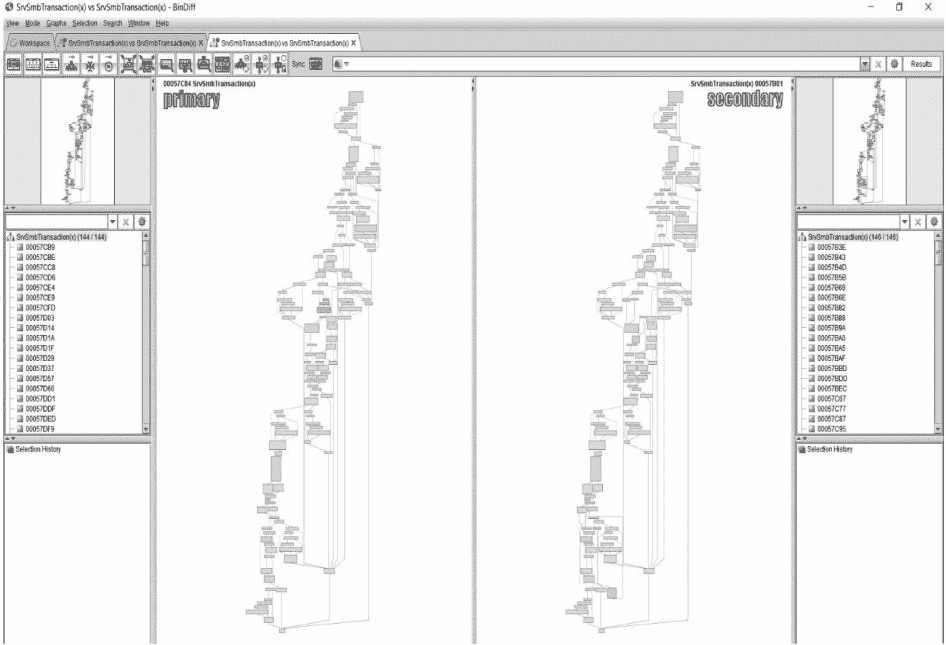 SrvSmbTransaction(x) vs SrvSmbTransaction(x) - BinDiff
View Mode Graphs Selection Search Window Help
Workspace SrvSmbTransaction(x) vs SrvSmbTransaction(x) X SrvSmbTransaction(x) vs SrvSmbTransaction(x) X
Sync Results
00057C84 SrvSmbTransaction(x) SrvSmbTransaction(x) 00057B01
primary secondary
SrvSmbTransaction(x) (144 / 144)
00057CB9
00057CBE
00057CC8
00057CD6
00057CE4
00057CE9
00057CFD
00057D03
00057D14
00057D1A
00057D1F
00057D29
00057D37
00057D57
00057D66
00057DD1
00057DDF
00057DED
00057DF9
Selection History
SrvSmbTransaction(x) (146 / 146)
00057B3E
00057B43
00057B4D
00057B5B
00057B69
00057B6E
00057B82
00057B88
00057B9A
00057BA0
00057BA5
00057BAF
00057BBD
00057BDD
00057BEC
00057C67
00057C77
00057C87
00057C95
Selection History